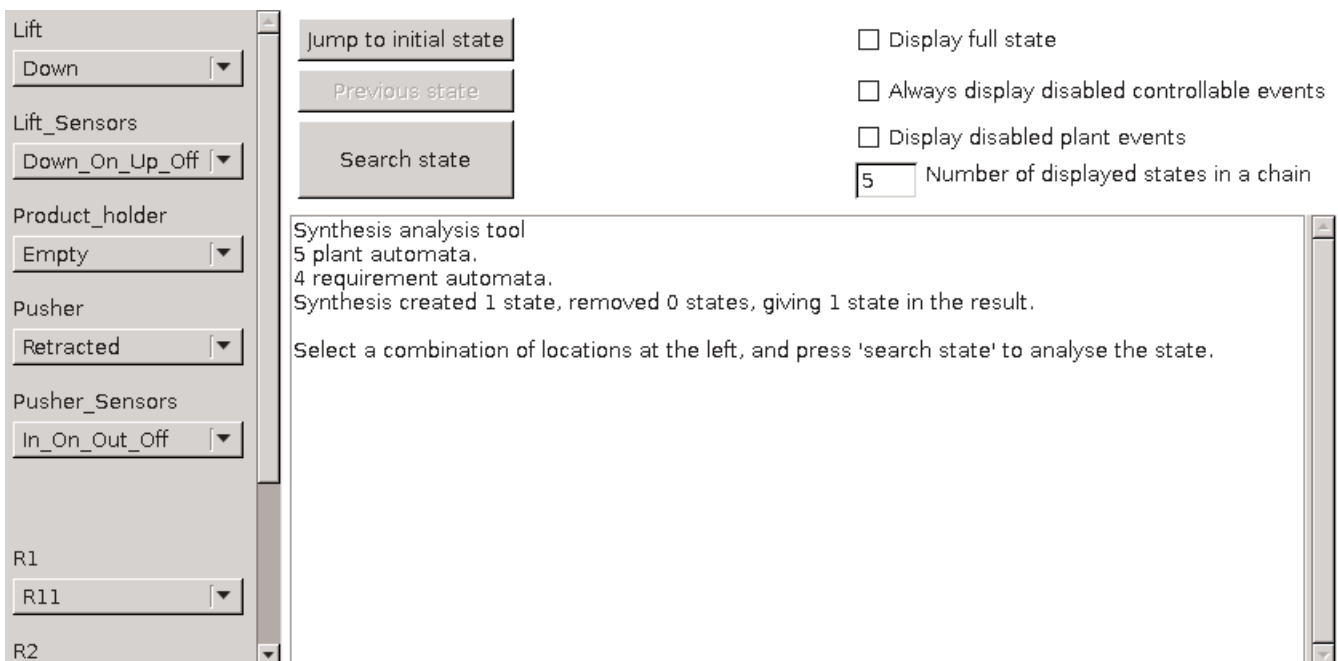 Lift
Down
Lift_Sensors
Down_On_Up_Off
Product_holder
Empty
Pusher
Retracted
Pusher_Sensors
In_On_Out_Off
R1
R11
R2
Jump to initial state
Previous state
Search state
Display full state
Always display disabled controllable events
Display disabled plant events
5 Number of displayed states in a chain
Synthesis analysis tool
5 plant automata.
4 requirement automata.
Synthesis created 1 state, removed 0 states, giving 1 state in the result.
Select a combination of locations at the left, and press 'search state' to analyse the state.